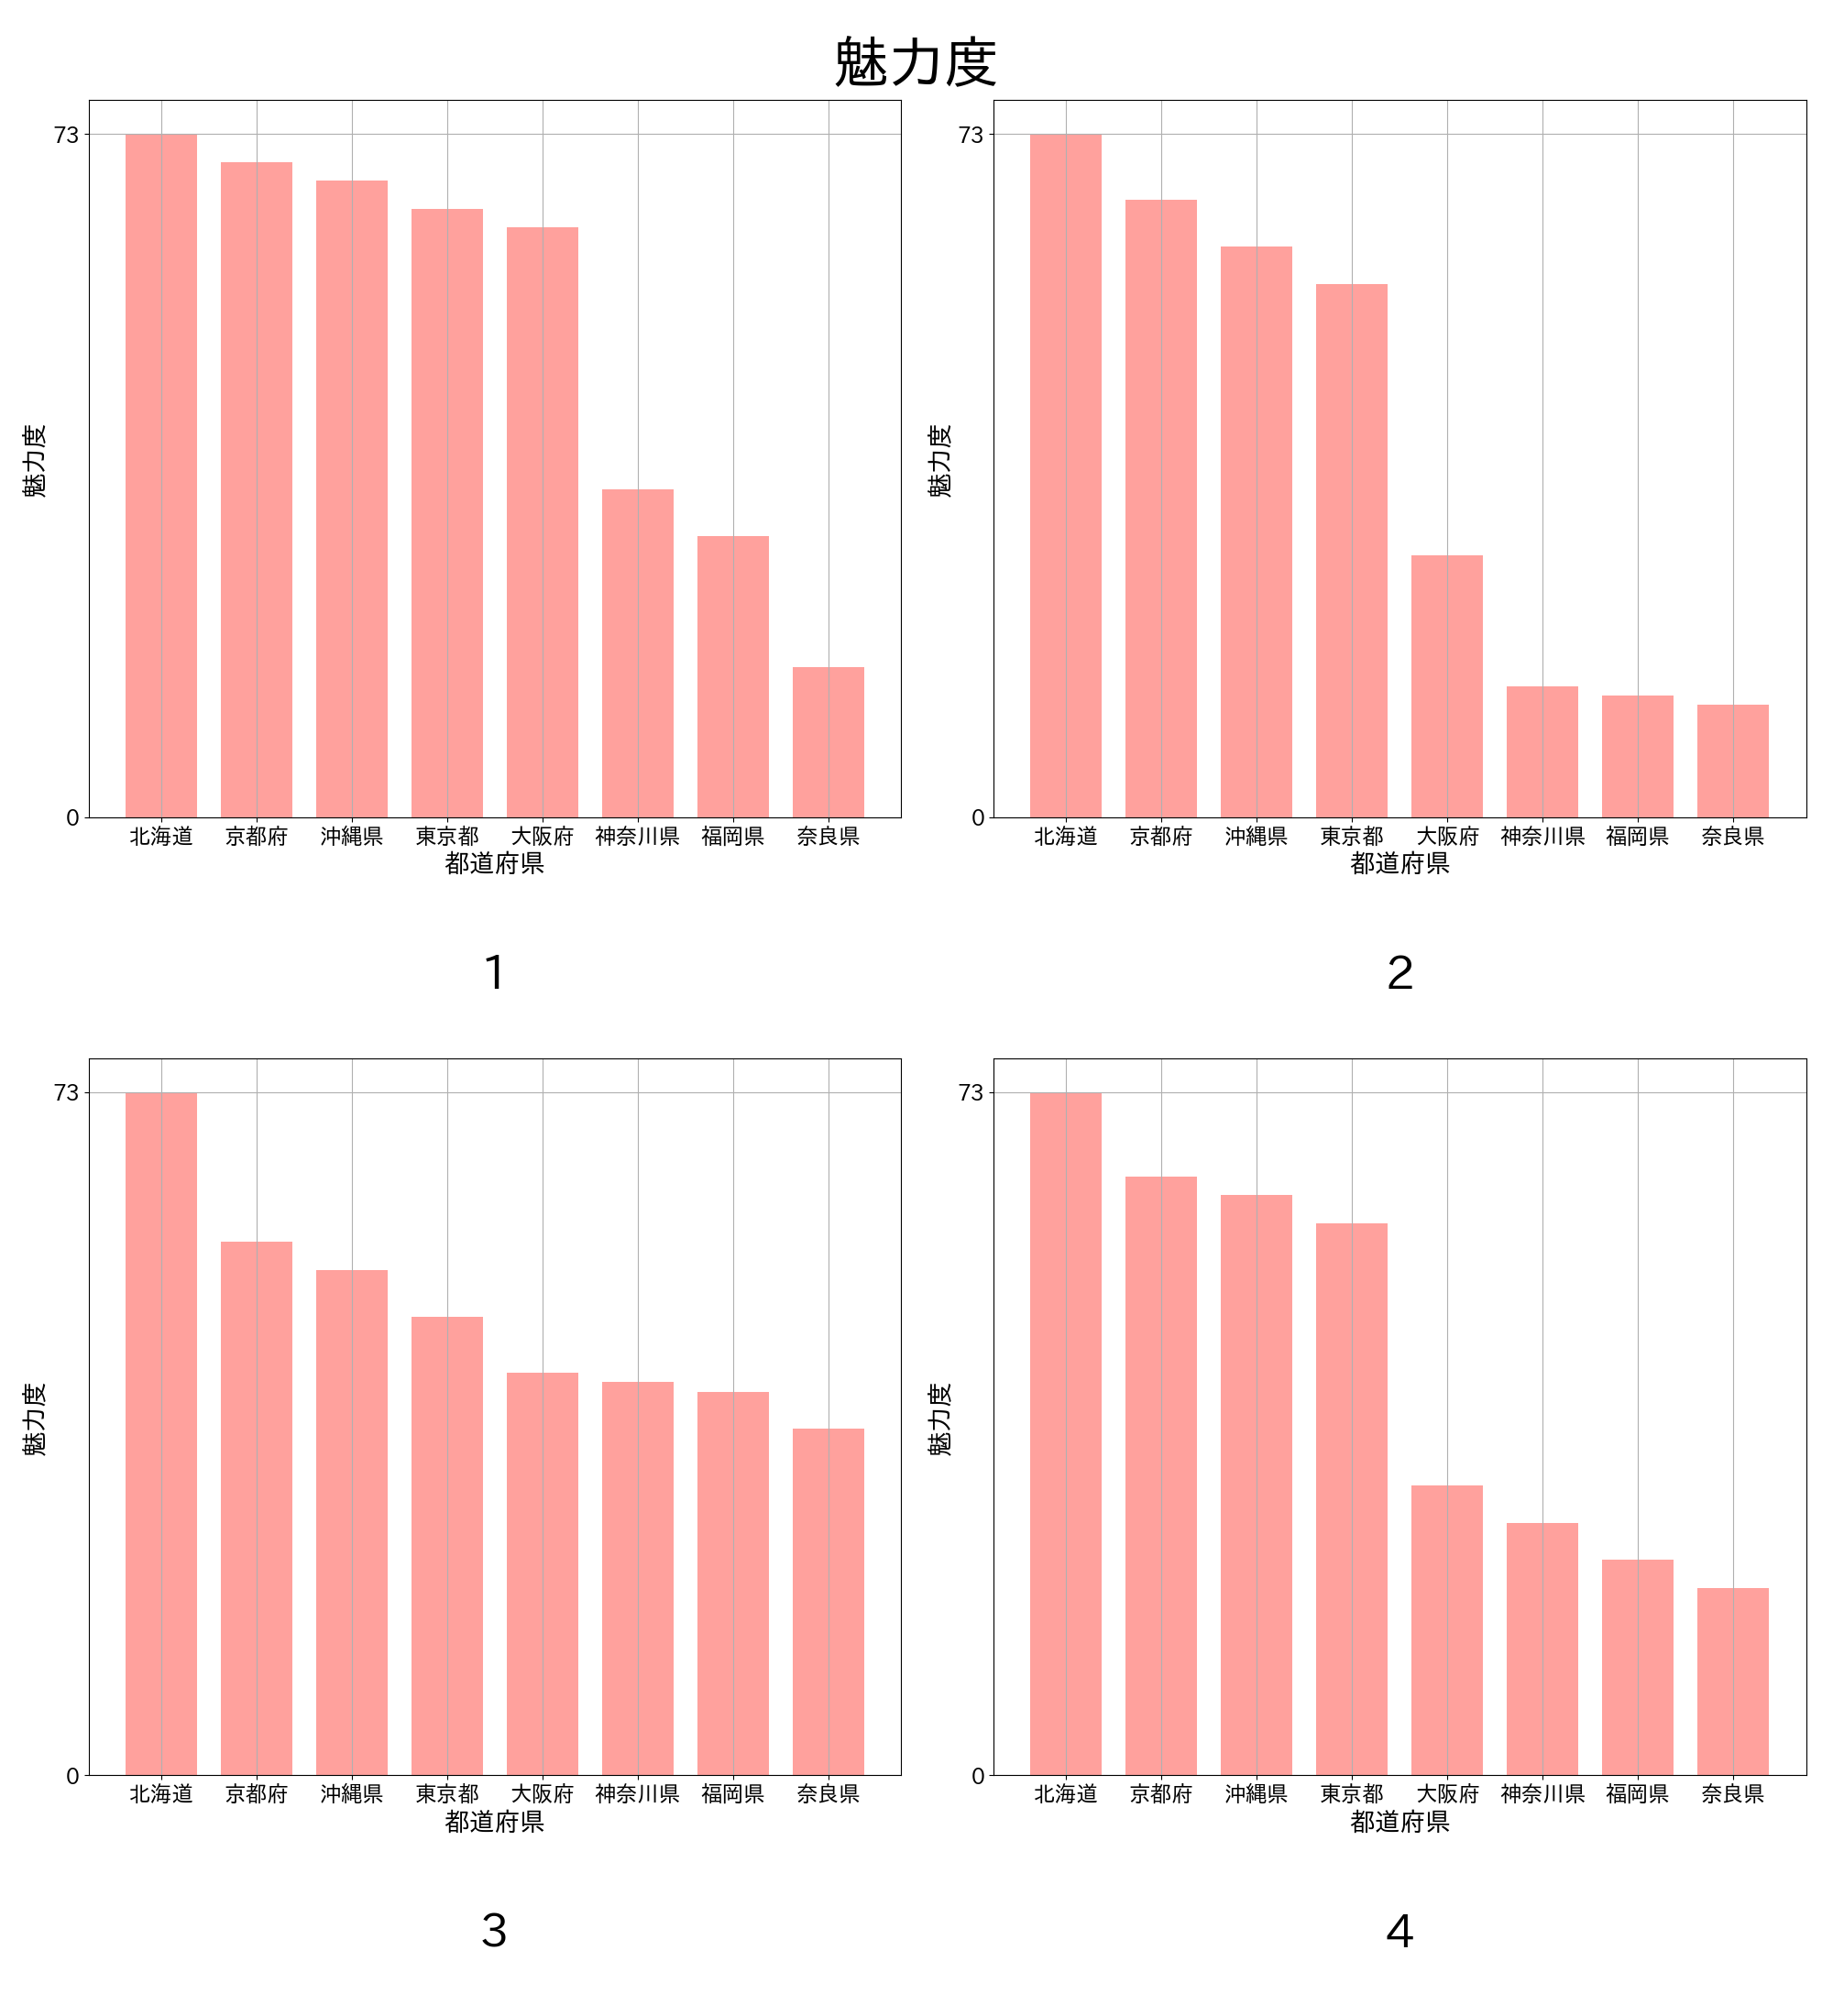 魅力度
73
0
魅力度
北海道 京都府 沖縄県 東京都 大阪府 神奈川県 福岡県 奈良県
都道府県
1
73
0
魅力度
北海道 京都府 沖縄県 東京都 大阪府 神奈川県 福岡県 奈良県
都道府県
2
73
0
魅力度
北海道 京都府 沖縄県 東京都 大阪府 神奈川県 福岡県 奈良県
都道府県
3
73
0
魅力度
北海道 京都府 沖縄県 東京都 大阪府 神奈川県 福岡県 奈良県
都道府県
4